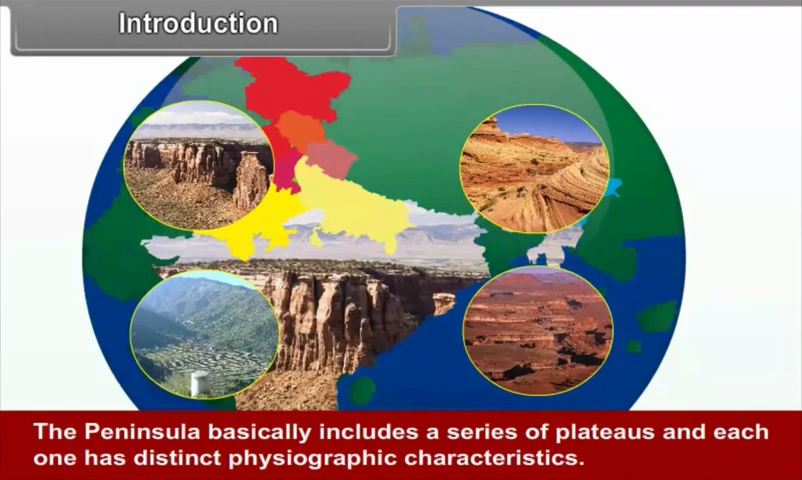 Introduction
The Peninsula basically includes a series of plateaus and each
one has distinct physiographic characteristics.